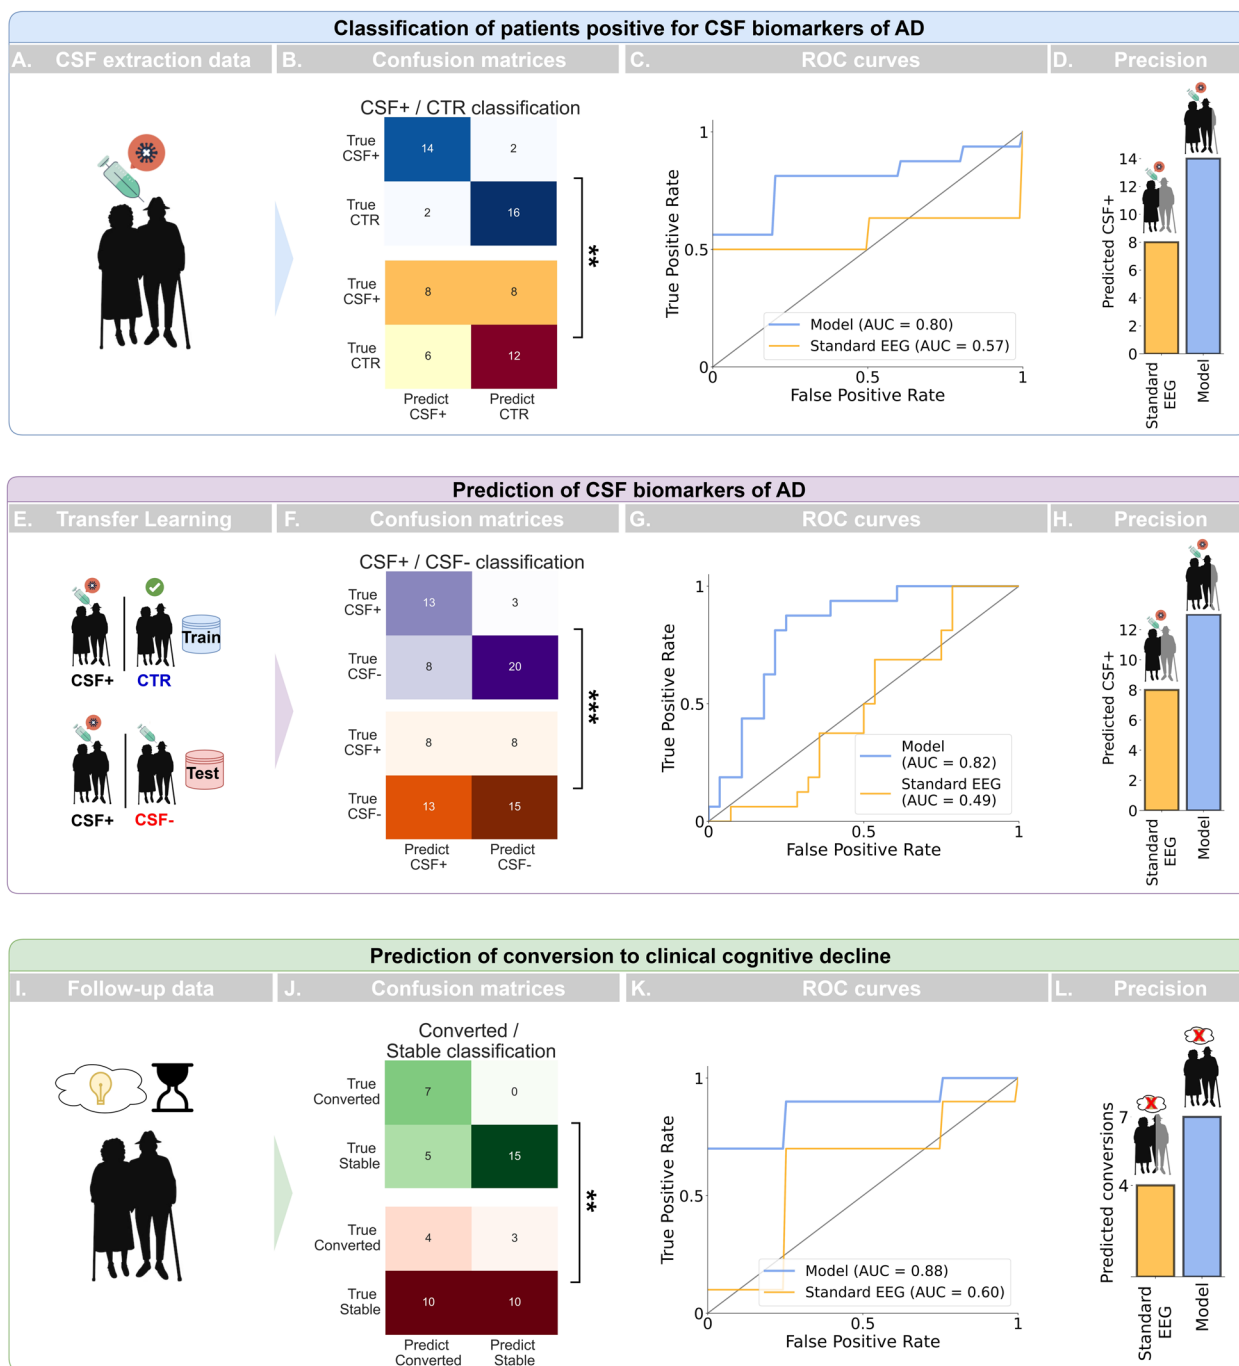 Classification of patients positive for CSF biomarkers of AD
A. CSF extraction data
B. Confusion matrices
C. ROC curves
D. Precision
CSF+ / CTR classification
True
CSF+
14
2
True
CTR
2
16
**
True
CSF+
8
8
True
CTR
6
12
Predict
CSF+
Predict
CTR
True Positive Rate
1
0.5
0
Model (AUC = 0.80)
Standard EEG (AUC = 0.57)
0
0.5
1
False Positive Rate
Predicted CSF+
14
12
10
8
6
4
2
0
Standard
EEG
Model
Prediction of CSF biomarkers of AD
E. Transfer Learning
F. Confusion matrices
G. ROC curves
H. Precision
CSF+
CTR
Train
CSF+
CSF-
Test
CSF+ / CSF- classification
True
CSF+
13
3
True
CSF-
8
20
***
True
CSF+
8
8
True
CSF-
13
15
Predict
CSF+
Predict
CSF-
True Positive Rate
1
0.5
0
Model
(AUC = 0.82)
Standard EEG
(AUC = 0.49)
0
0.5
1
False Positive Rate
Predicted CSF+
12
10
8
6
4
2
0
Standard
EEG
Model
Prediction of conversion to clinical cognitive decline
I. Follow-up data
J. Confusion matrices
K. ROC curves
L. Precision
Converted /
Stable classification
True
Converted
7
0
True
Stable
5
15
**
True
Converted
4
3
True
Stable
10
10
Predict
Converted
Predict
Stable
True Positive Rate
1
0.5
0
Model (AUC = 0.88)
Standard EEG (AUC = 0.60)
0
0.5
1
False Positive Rate
Predicted conversions
X
X
7
4
Standard
EEG
Model